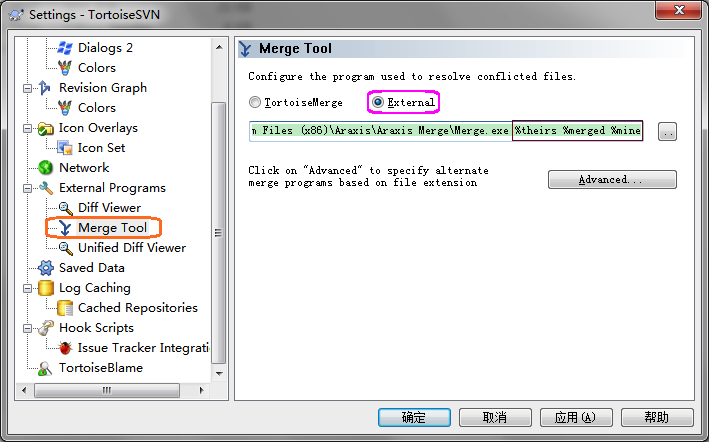 Settings - TortoiseSVN
Dialogs 2
Colors
Revision Graph
Colors
Icon Overlays
Icon Set
Network
External Programs
Diff Viewer
Merge Tool
Unified Diff Viewer
Saved Data
Log Caching
Cached Repositories
Hook Scripts
Issue Tracker Integrati
TortoiseBlame
Merge Tool
Configure the program used to resolve conflicted files.
TortoiseMerge
External
m Files (x86)\Araxis\Araxis Merge\Merge.exe %theirs %merged %mine
..
Click on "Advanced" to specify alternate
merge programs based on file extension
Advanced...
确定
取消
应用(A)
帮助